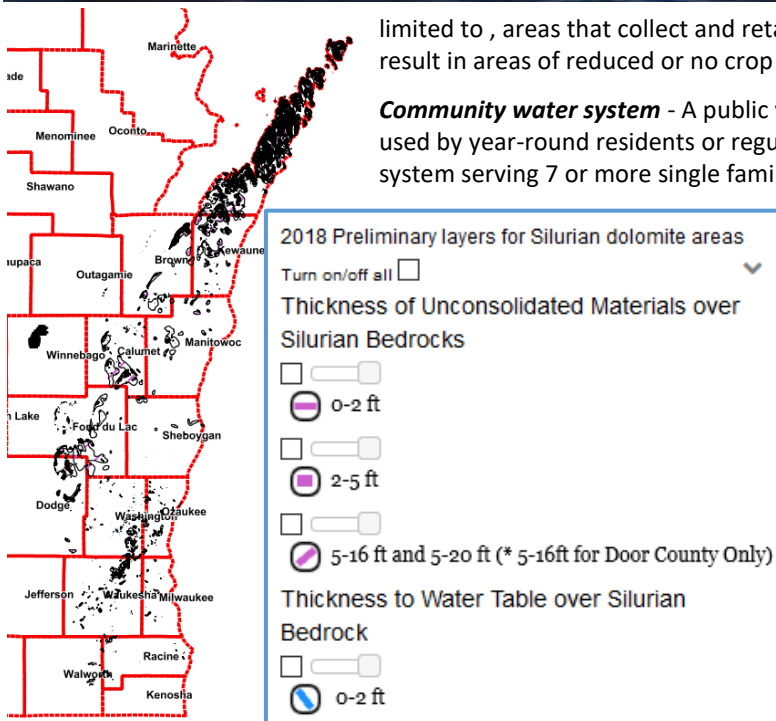 limited to , areas that collect and reta
result in areas of reduced or no crop
Community water system - A public
used by year-round residents or regu
system serving 7 or more single fami
Marinette
ade
Menominee
Oconto
Shawano
aupaca
Outagamie
Brown
Kewaune
Winnebago
Calumet
Manitowoc
n Lake
Fond du Lac
Sheboygan
Dodge
Washington
Ozaukee
Jefferson
Waukesha
Milwaukee
Racine
Walworth
Kenosha
2018 Preliminary layers for Silurian dolomite areas
Turn on/off all
Thickness of Unconsolidated Materials over
Silurian Bedrocks
0-2 ft
2-5 ft
5-16 ft and 5-20 ft (* 5-16ft for Door County Only)
Thickness to Water Table over Silurian
Bedrock
0-2 ft